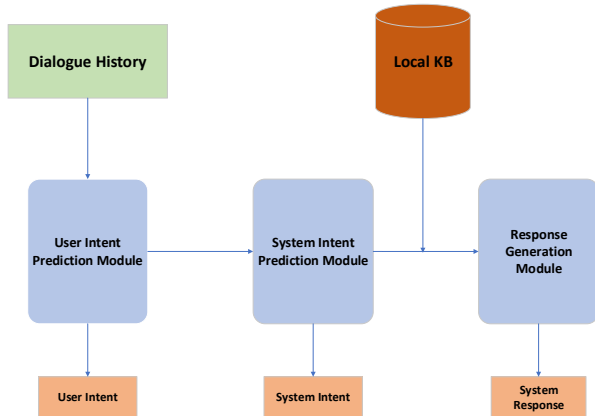 Dialogue History
Local KB
User Intent
Prediction Module
System Intent
Prediction Module
Response
Generation
Module
User Intent
System Intent
System
Response